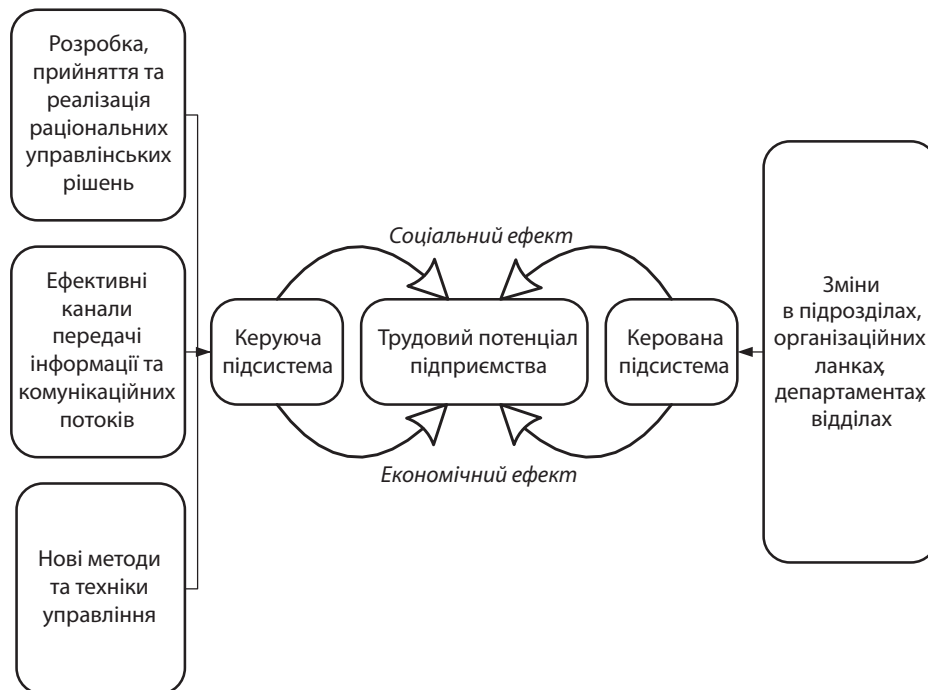 Розробка,
прийняття та
реалізація
раціональних
управлінських
рішень
Ефективні
канали
передачі
інформації та
комунікаційних
потоків
Нові методи
та техніки
управління
Соціальний ефект
Керуюча
підсистема
Трудовий потенціал
підприємства
Керована
підсистема
Економічний ефект
Зміни
в підрозділах,
організаційних
ланках,
департаментах,
відділах